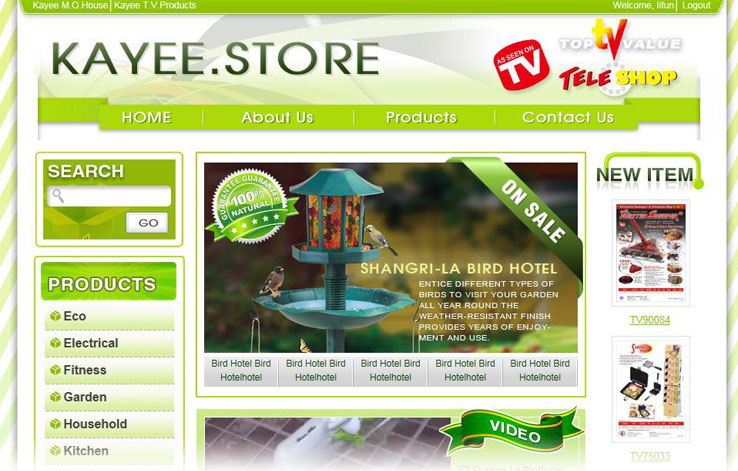 Kayee M.O.House Kayee T.V.Products
Welcome, lifun Logout
KAYEE.STORE
AS SEEN ON
TV
TOP tV VALUE
TELE SHOP
HOME About Us Products Contact Us
SEARCH
GO
PRODUCTS
Eco
Electrical
Fitness
Garden
Household
Kitchen
GUARANTEE GUARANTEE
100%
NATURAL
ON SALE
SHANGRI-LA BIRD HOTEL
ENTICE DIFFERENT TYPES OF
BIRDS TO VISIT YOUR GARDEN
ALL YEAR ROUND THE
WEATHER-RESISTANT FINISH
PROVIDES YEARS OF ENJOY-
MENT AND USE.
Bird Hotel Bird
Hotelhotel
Bird Hotel Bird
Hotelhotel
Bird Hotel Bird
Hotelhotel
Bird Hotel Bird
Hotelhotel
Bird Hotel Bird
Hotelhotel
VIDEO
NEW ITEM
TV90084
TV75033